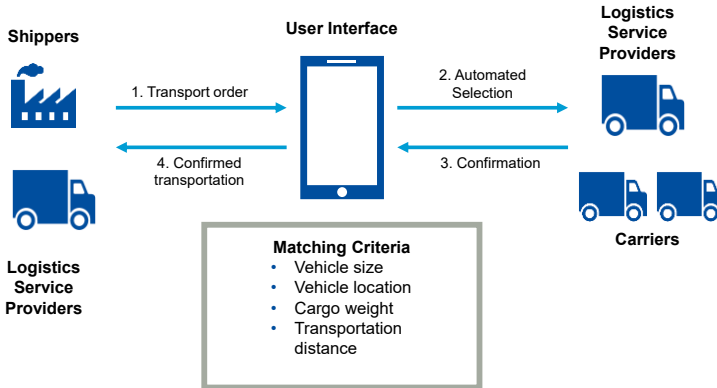 Shippers
User Interface
Logistics
Service
Providers
1. Transport order
2. Automated
Selection
4. Confirmed
transportation
3. Confirmation
Logistics
Service
Providers
Carriers
Matching Criteria
• Vehicle size
• Vehicle location
• Cargo weight
• Transportation
distance